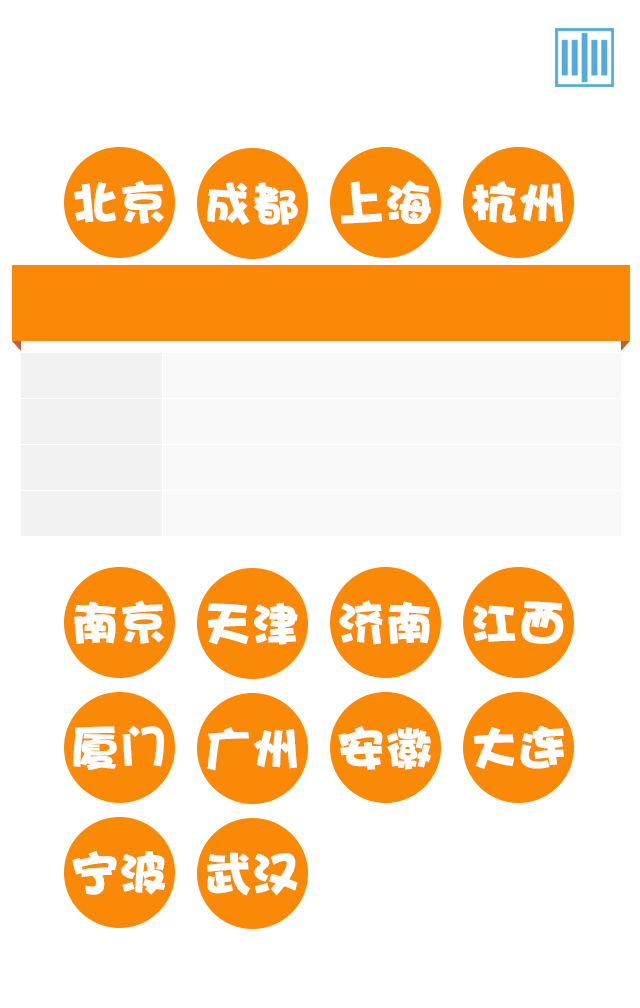 北京 成都 上海 杭州
南京 天津 济南 江西
厦门 广州 安徽 大连
宁波 武汉